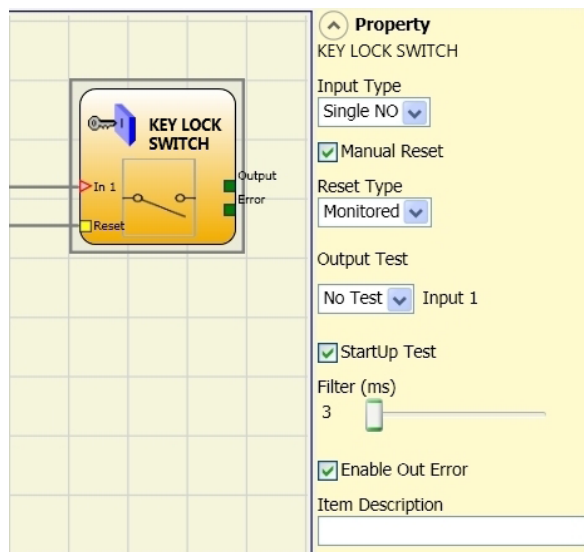 KEY LOCK
SWITCH
In 1
Reset
Output
Error
Property
KEY LOCK SWITCH
Input Type
Single NO
Manual Reset
Reset Type
Monitored
Output Test
No Test Input 1
StartUp Test
Filter (ms)
3
Enable Out Error
Item Description